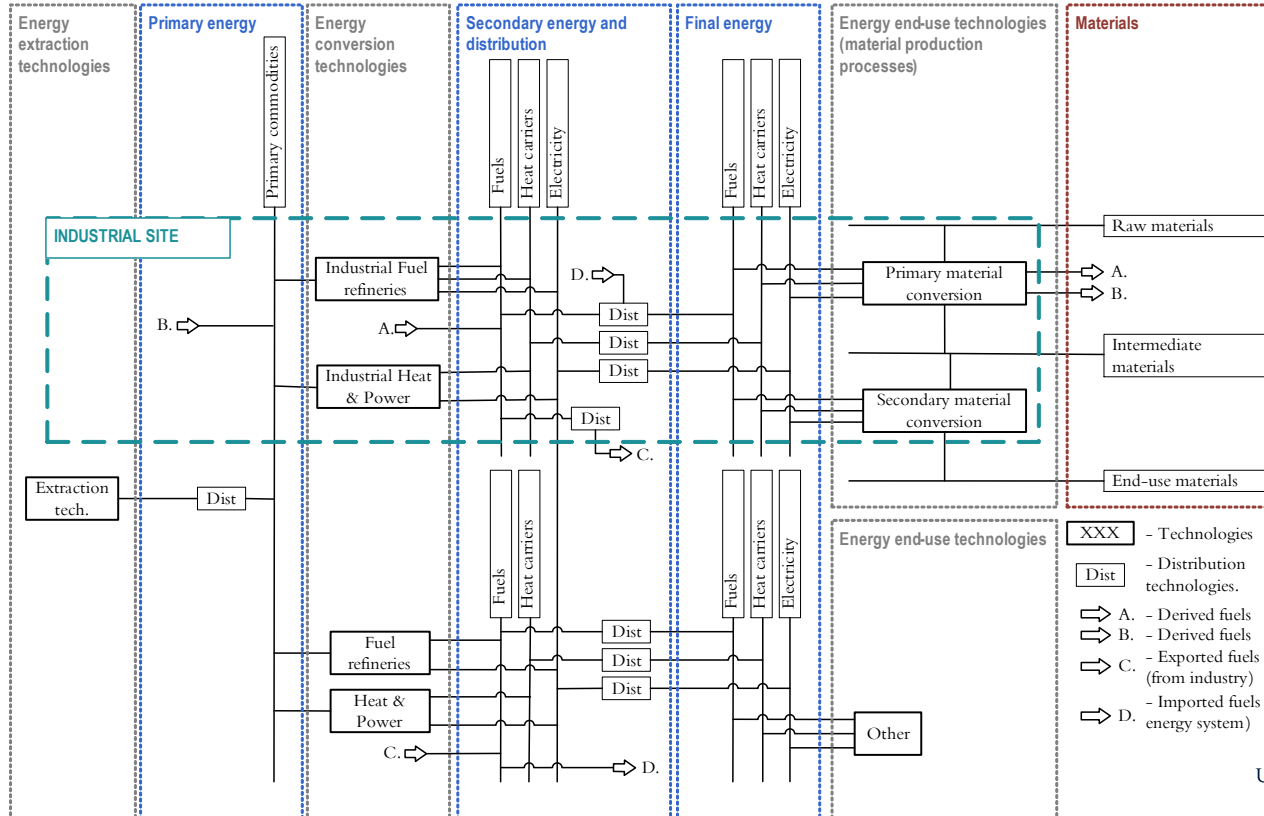 Energy
extraction
technologies
Primary energy
Energy
conversion
technologies
Secondary energy and
distribution
Final energy
Energy end-use technologies
(material production
processes)
Materials
Primary commodities
Fuels
Heat carriers
Electricity
Fuels
Heat carriers
Electricity
INDUSTRIAL SITE
Raw materials
Industrial Fuel
refineries
D.
Primary material
conversion
A.
B.
Dist
B.
A.
Dist
Intermediate
materials
Dist
Industrial Heat
& Power
Secondary material
conversion
Dist
C.
Extraction
tech.
Dist
End-use materials
Fuels
Heat carriers
Fuels
Heat carriers
Electricity
Energy end-use technologies
XXX
- Technologies
Dist
- Distribution
technologies.
A. - Derived fuels
B. - Derived fuels
C. - Exported fuels
(from industry)
D. - Imported fuels
energy system)
Fuel
refineries
Dist
Dist
Dist
Heat &
Power
Other
C.
D.
U